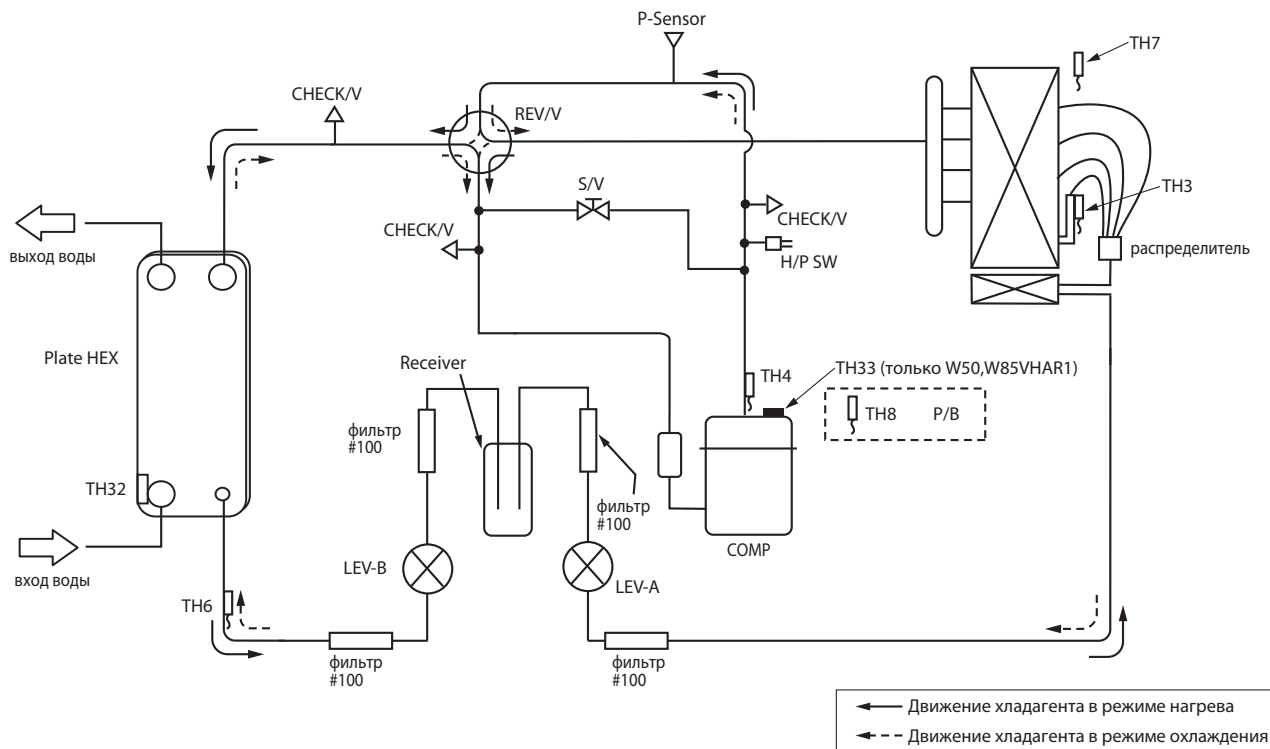 P-Sensor
TH7
CHECK/V
REV/V
TH3
S/V
CHECK/V
CHECK/V
H/P SW
распределитель
выход воды
Plate HEX
Receiver
TH4
TH33 (только W50,W85VHAR1)
TH8 P/B
фильтр
#100
TH32
фильтр
#100
COMP
вход воды
LEV-B
LEV-A
TH6
фильтр
#100
фильтр
#100
Движение хладагента в режиме нагрева
Движение хладагента в режиме охлаждения